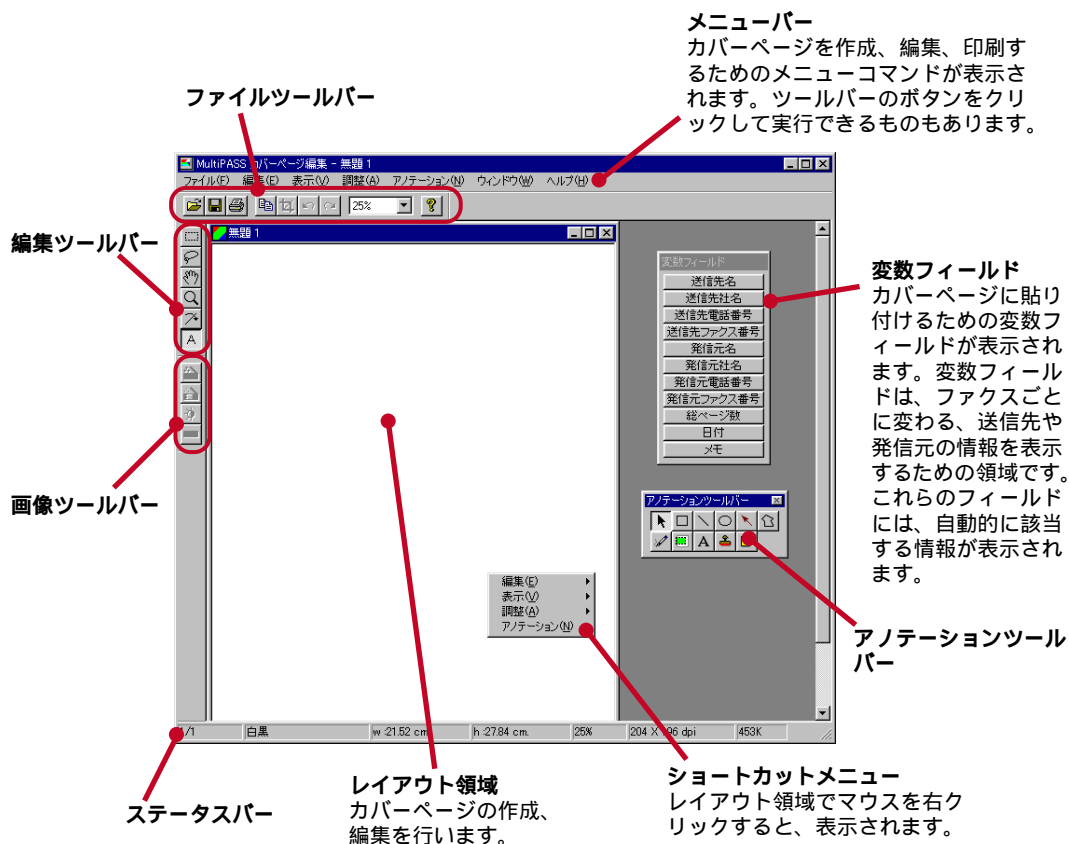 メニューバー
カバーページを作成、編集、印刷す
るためのメニューコマンドが表示さ
れます。ツールバーのボタンをクリ
ックして実行できるものもあります。
ファイルツールバー
MultiPASS カバーページ編集 - 無題 1
ファイル(F) 編集(E) 表示(V) 調整(A) アノテーション(N) ウィンドウ(W) ヘルプ(H)
25%
編集ツールバー
無題 1
A
画像ツールバー
変数フィールド
送信先名
送信先社名
送信先電話番号
送信先ファクス番号
発信元名
発信元社名
発信元電話番号
発信元ファクス番号
総ページ数
日付
メモ
変数フィールド
カバーページに貼り
付けるための変数フ
ィールドが表示され
ます。変数フィール
ドは、ファクスごと
に変わる、送信先や
発信元の情報を表示
するための領域です。
これらのフィールド
には、自動的に該当
する情報が表示され
ます。
アノテーションツールバー
A
アノテーションツール
バー
編集(E)
表示(V)
調整(A)
アノテーション(N)
1/1 白黒 w :21.52 cm. h :27.84 cm. 25% 204 X 196 dpi 453K
ステータスバー
レイアウト領域
カバーページの作成、
編集を行います。
ショートカットメニュー
レイアウト領域でマウスを右ク
リックすると、表示されます。